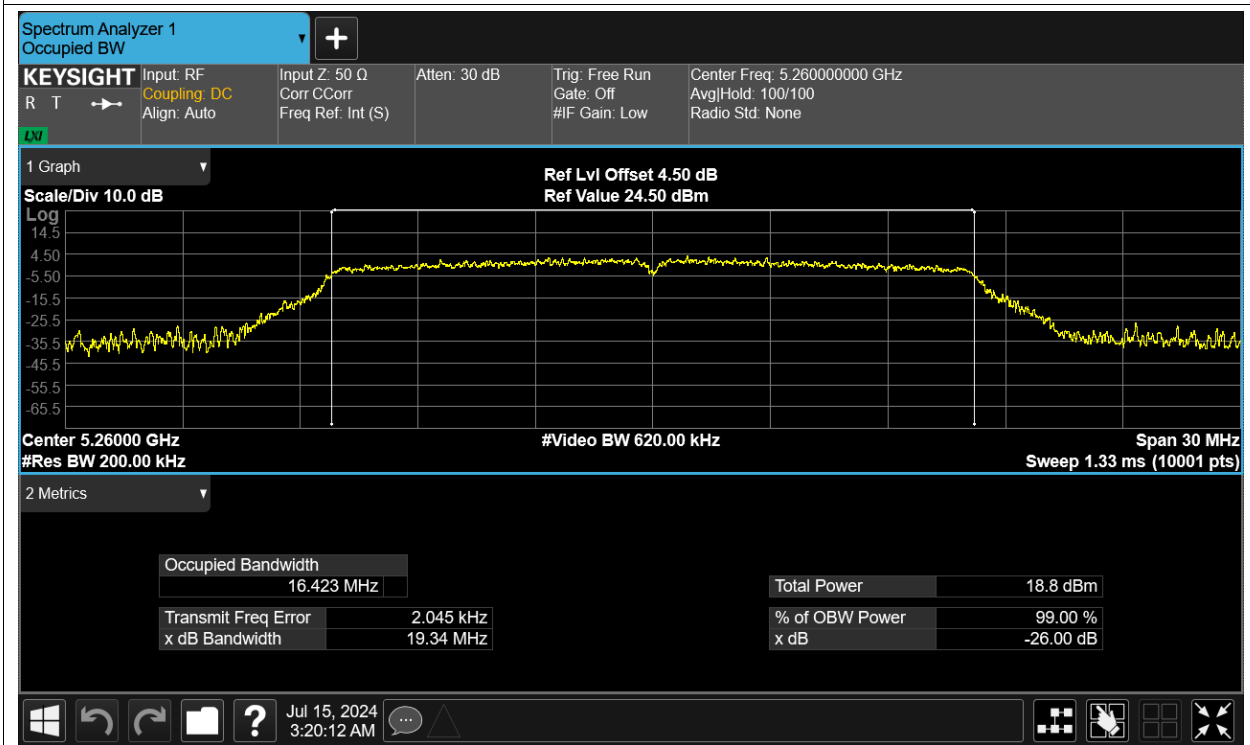 Spectrum Analyzer 1
Occupied BW
KEYSIGHT
R T
LXI
Input: RF
Coupling: DC
Align: Auto
Input Z: 50 Ω
Corr CCorr
Freq Ref: Int (S)
Atten: 30 dB
Trig: Free Run
Gate: Off
#IF Gain: Low
Center Freq: 5.260000000 GHz
Avg|Hold: 100/100
Radio Std: None
1 Graph
Scale/Div 10.0 dB
Ref Lvl Offset 4.50 dB
Ref Value 24.50 dBm
Log
14.5
4.50
-5.50
-15.5
-25.5
-35.5
-45.5
-55.5
-65.5
Center 5.26000 GHz
#Res BW 200.00 kHz
#Video BW 620.00 kHz
Span 30 MHz
Sweep 1.33 ms (10001 pts)
2 Metrics
Occupied Bandwidth
16.423 MHz
Transmit Freq Error 2.045 kHz
x dB Bandwidth 19.34 MHz
Total Power 18.8 dBm
% of OBW Power 99.00 %
x dB -26.00 dB
?
Jul 15, 2024
3:20:12 AM